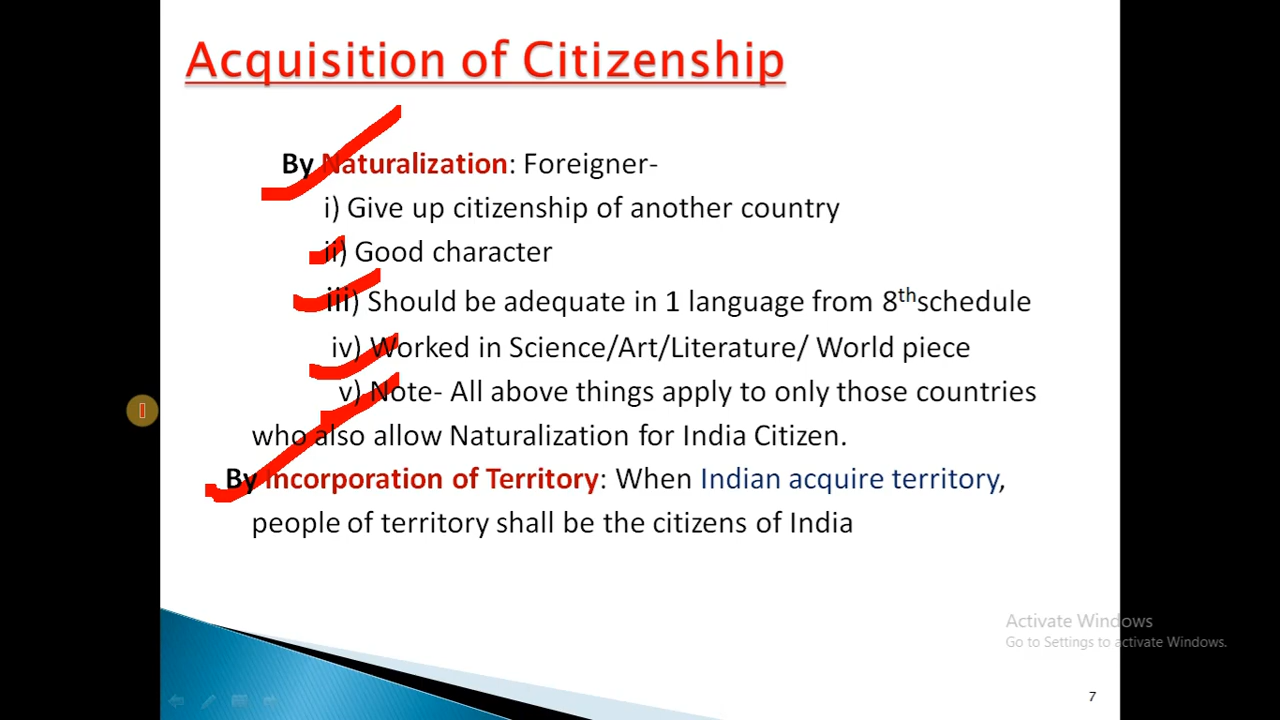 Acquisition of Citizenship
By Naturalization: Foreigner-
i) Give up citizenship of another country
ii) Good character
iii) Should be adequate in 1 language from 8th schedule
iv) Worked in Science/Art/Literature/ World piece
v) Note- All above things apply to only those countries
who also allow Naturalization for India Citizen.
By Incorporation of Territory: When Indian acquire territory,
people of territory shall be the citizens of India
Activate Windows
Go to Settings to activate Windows.
7